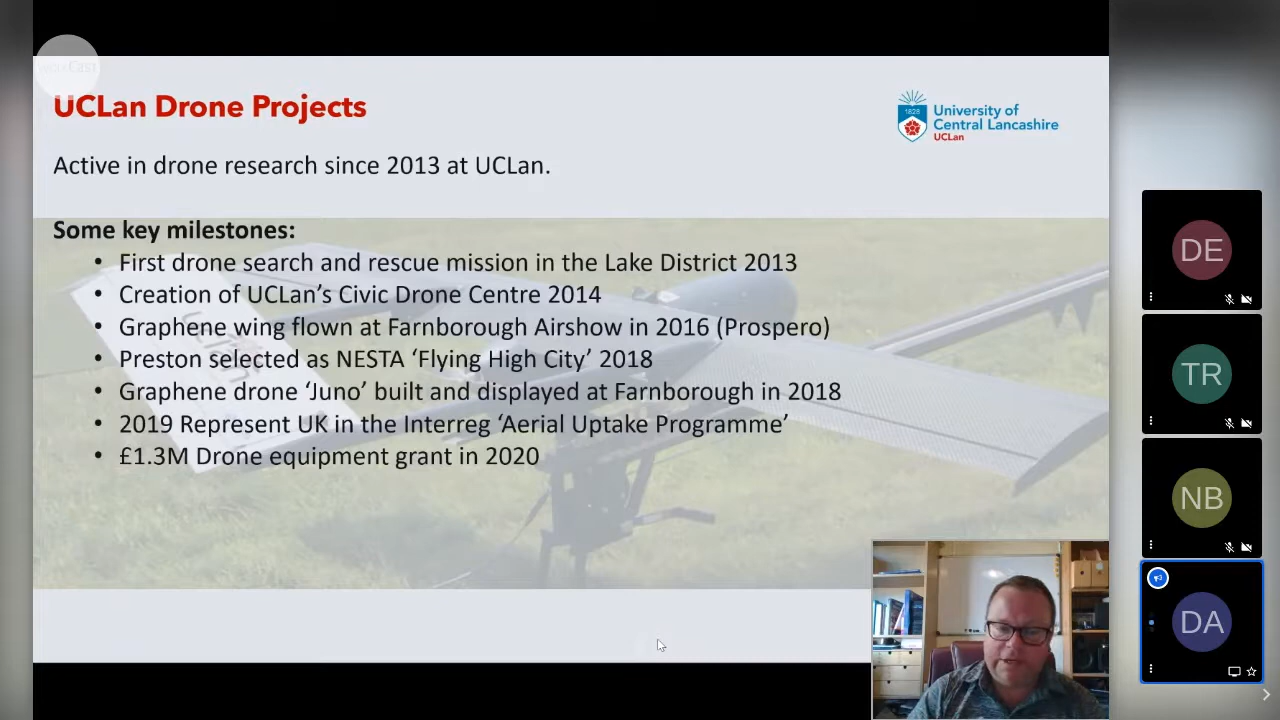 UCLan Drone Projects
1828
University of
Central Lancashire
UCLan
Active in drone research since 2013 at UCLan.
Some key milestones:
• First drone search and rescue mission in the Lake District 2013
• Creation of UCLan’s Civic Drone Centre 2014
• Graphene wing flown at Farnborough Airshow in 2016 (Prospero)
• Preston selected as NESTA ‘Flying High City’ 2018
• Graphene drone ‘Juno’ built and displayed at Farnborough in 2018
• 2019 Represent UK in the Interreg ‘Aerial Uptake Programme’
• £1.3M Drone equipment grant in 2020
DE
TR
NB
DA